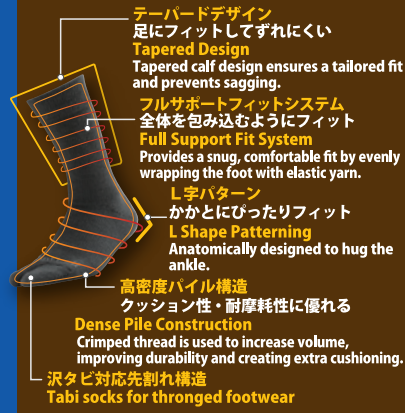 テーパードデザイン
足にフィットしてずれにくい
Tapered Design
Tapered calf design ensures a tailored fit
and prevents sagging.
フルサポートフィットシステム
全体を包み込むようにフィット
Full Support Fit System
Provides a snug, comfortable fit by evenly
wrapping the foot with elastic yarn.
L字パターン
かかとにぴったりフィット
L Shape Patterning
Anatomically designed to hug the
ankle.
高密度パイル構造
クッション性・耐摩耗性に優れる
Dense Pile Construction
Crimped thread is used to increase volume,
improving durability and creating extra cushioning.
沢タビ対応先割れ構造
Tabi socks for thronged footwear